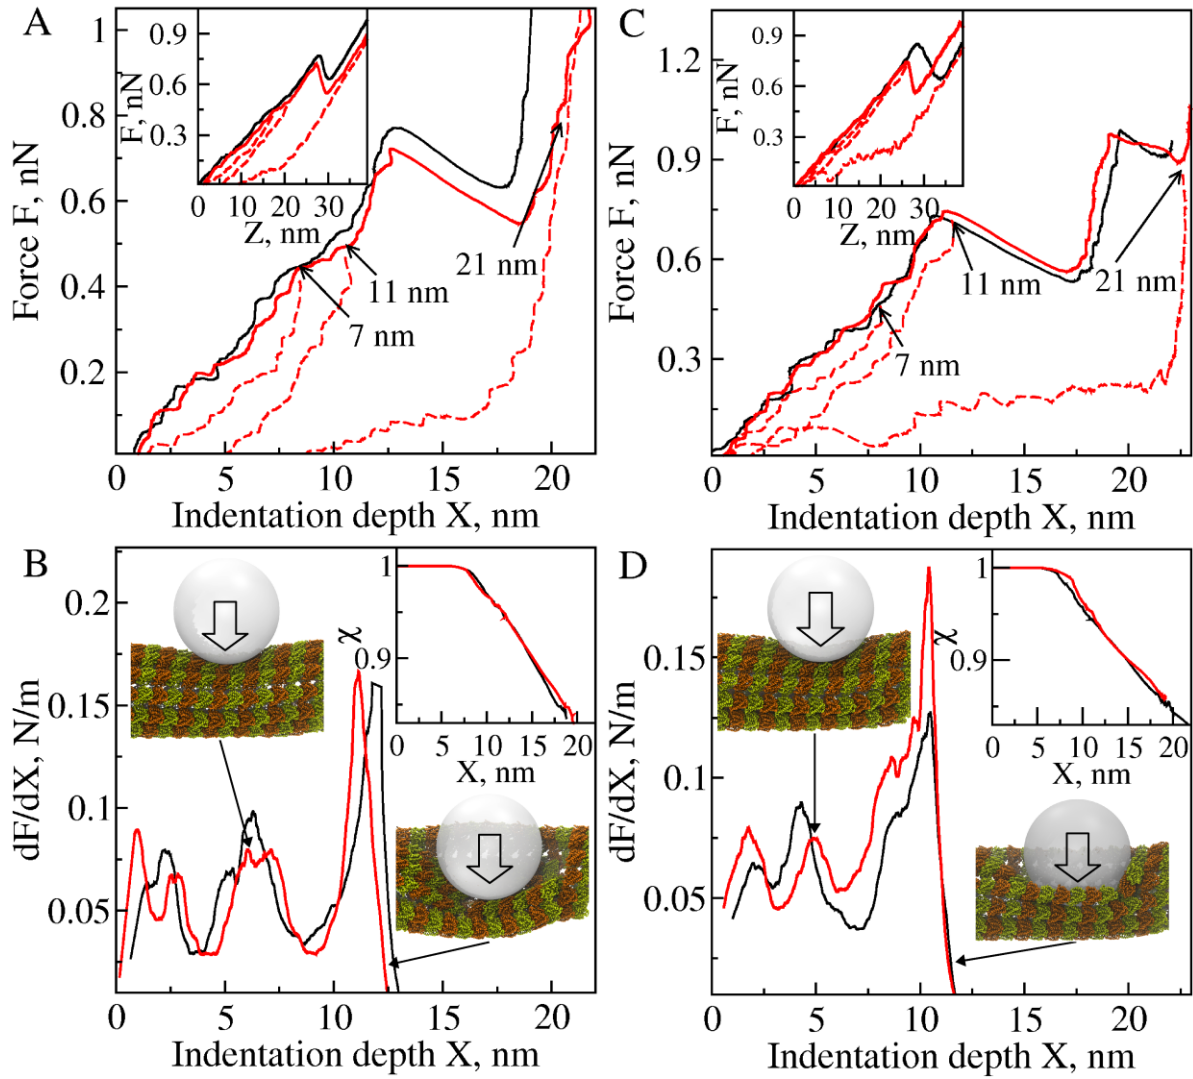 A
1
0.8
0.6
0.4
0.2
Force F, nN
0 5 10 15 20
Indentation depth X, nm
0.9
0.6
0.3
F, nN
0 10 20 30
Z, nm
7 nm
11 nm
21 nm
C
1.2
0.9
0.6
0.3
Force F, nN
0 5 10 15 20
Indentation depth X, nm
0.9
0.6
0.3
F, nN
0 10 20 30
Z, nm
7 nm
11 nm
21 nm
B
0.2
0.15
0.1
0.05
dF/dX, N/m
0 5 10 15 20
Indentation depth X, nm
1
0.9
χ
0 5 10 15 20
X, nm
D
0.15
0.1
0.05
dF/dX, N/m
0 5 10 15 20
Indentation depth X, nm
1
0.9
χ
0 5 10 15 20
X, nm